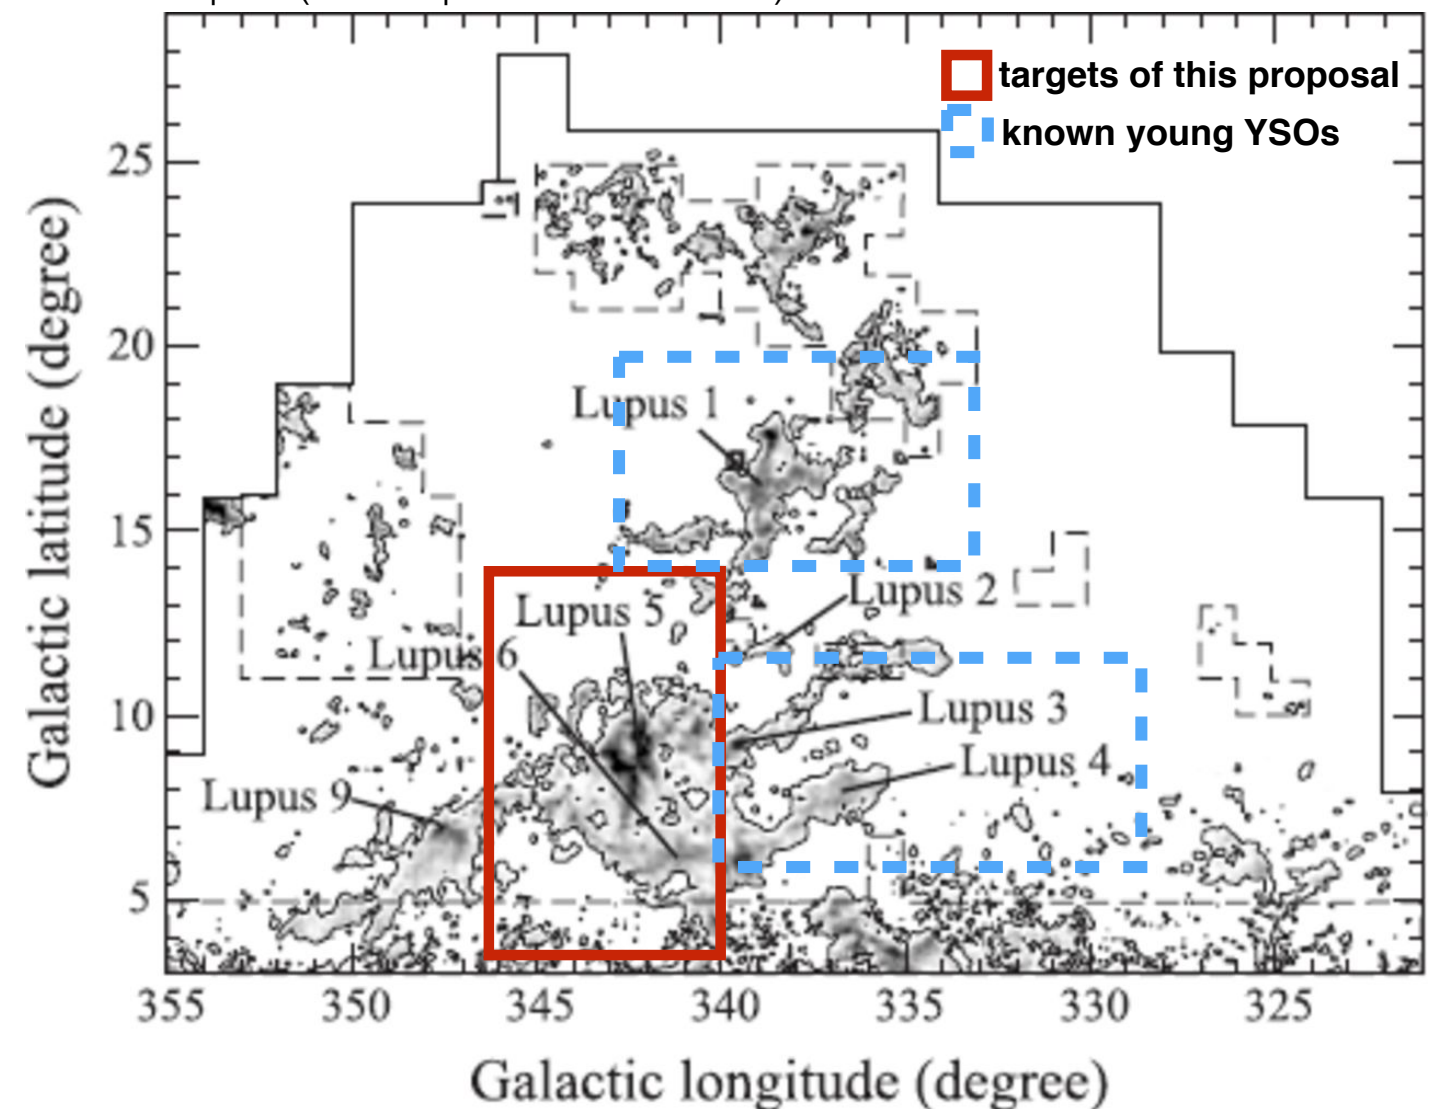 targets of this proposal
known young YSOs
25
20
15
10
5
Lupus 1
Lupus 2
Lupus 5
Lupus 6
Lupus 3
Lupus 4
Lupus 9
355
350
345
340
335
330
325
Galactic longitude (degree)
Galactic latitude (degree)